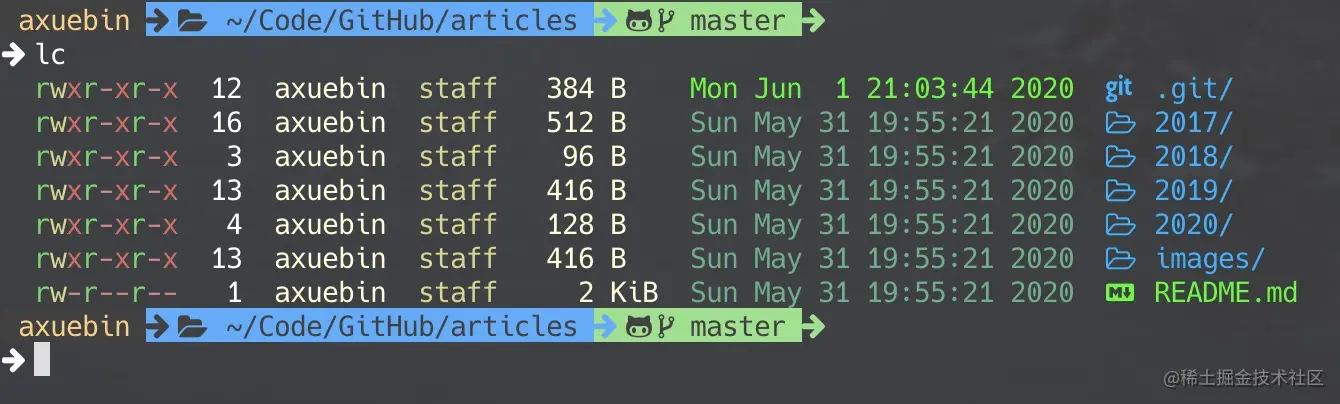 axuebin ~/Code/GitHub/articles master
lc
rwxr-xr-x 12 axuebin staff 384 B Mon Jun 1 21:03:44 2020 git .git/
rwxr-xr-x 16 axuebin staff 512 B Sun May 31 19:55:21 2020 2017/
rwxr-xr-x 3 axuebin staff 96 B Sun May 31 19:55:21 2020 2018/
rwxr-xr-x 13 axuebin staff 416 B Sun May 31 19:55:21 2020 2019/
rwxr-xr-x 4 axuebin staff 128 B Sun May 31 19:55:21 2020 2020/
rwxr-xr-x 13 axuebin staff 416 B Sun May 31 19:55:21 2020 images/
rw-r--r-- 1 axuebin staff 2 KiB Sun May 31 19:55:21 2020 README.md
axuebin ~/Code/GitHub/articles master
@稀土掘金技术社区